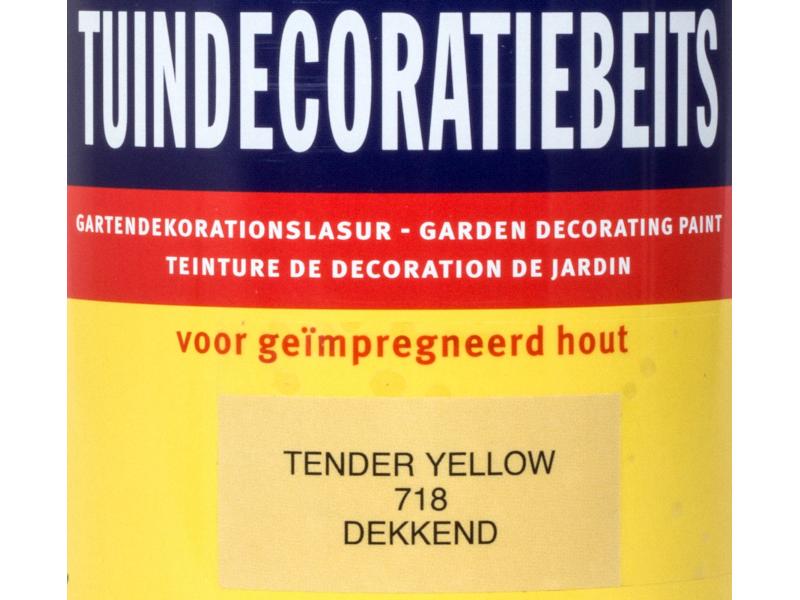 TUINDECORATIEBEITS
GARTENDEKORATIONSLASUR - GARDEN DECORATING PAINT
TEINTURE DE DECORATION DE JARDIN
voor geïmpregneerd hout
TENDER YELLOW
718
DEKKEND